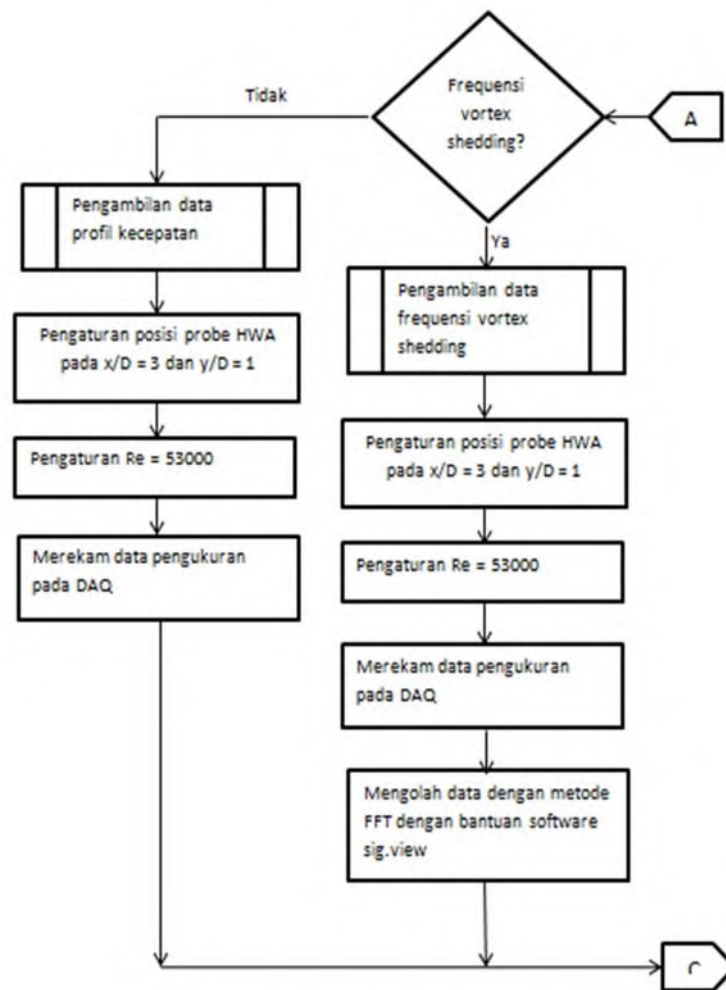 Frequensi
vortex
shedding?
A
Tidak
Ya
Pengambilan data
profil kecepatan
Pengaturan posisi probe HWA
pada x/D = 3 dan y/D = 1
Pengaturan Re = 53000
Merekam data pengukuran
pada DAQ
Pengambilan data
frequensi vortex
shedding
Pengaturan posisi probe HWA
pada x/D = 3 dan y/D = 1
Pengaturan Re = 53000
Merekam data pengukuran
pada DAQ
Mengolah data dengan metode
FFT dengan bantuan software
sig.view
C